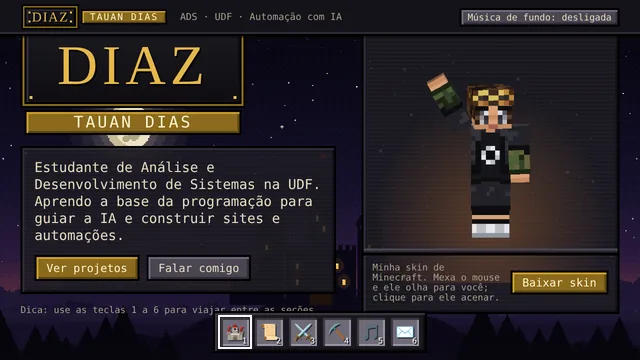 DIAZ
TAUAN DIAS
ADS · UDF · Automação com IA
Música de fundo: desligada
DIAZ
TAUAN DIAS
Estudante de Análise e
Desenvolvimento de Sistemas na UDF.
Aprendo a base da programação para
guiar a IA e construir sites e
automações.
Ver projetos
Falar comigo
Minha skin de
Minecraft. Mexa o mouse
e ele olha para você;
clique para ele acenar.
Baixar skin
Dica: use as teclas 1 a 6 para viajar entre as seções
1
2
3
4
5
6